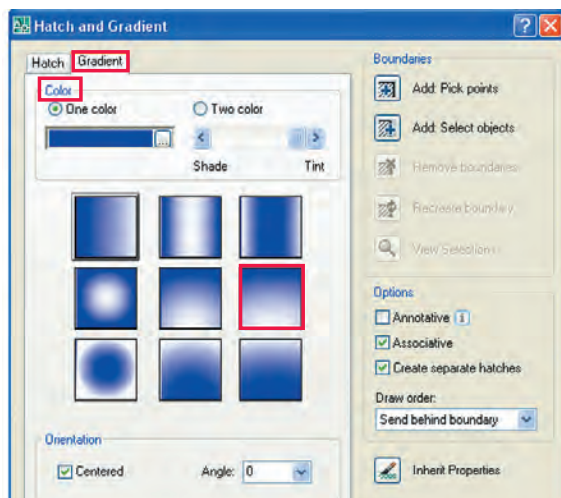 Hatch and Gradient
Hatch
Gradient
Color
One color
Two color
...
Shade
Tint
Orientation
Centered
Angle:
0
Boundaries
Add: Pick points
Add: Select objects
Remove boundaries
Recreate boundary
View Selections
Options
Annotative
Associative
Create separate hatches
Draw order:
Send behind boundary
Inherit Properties